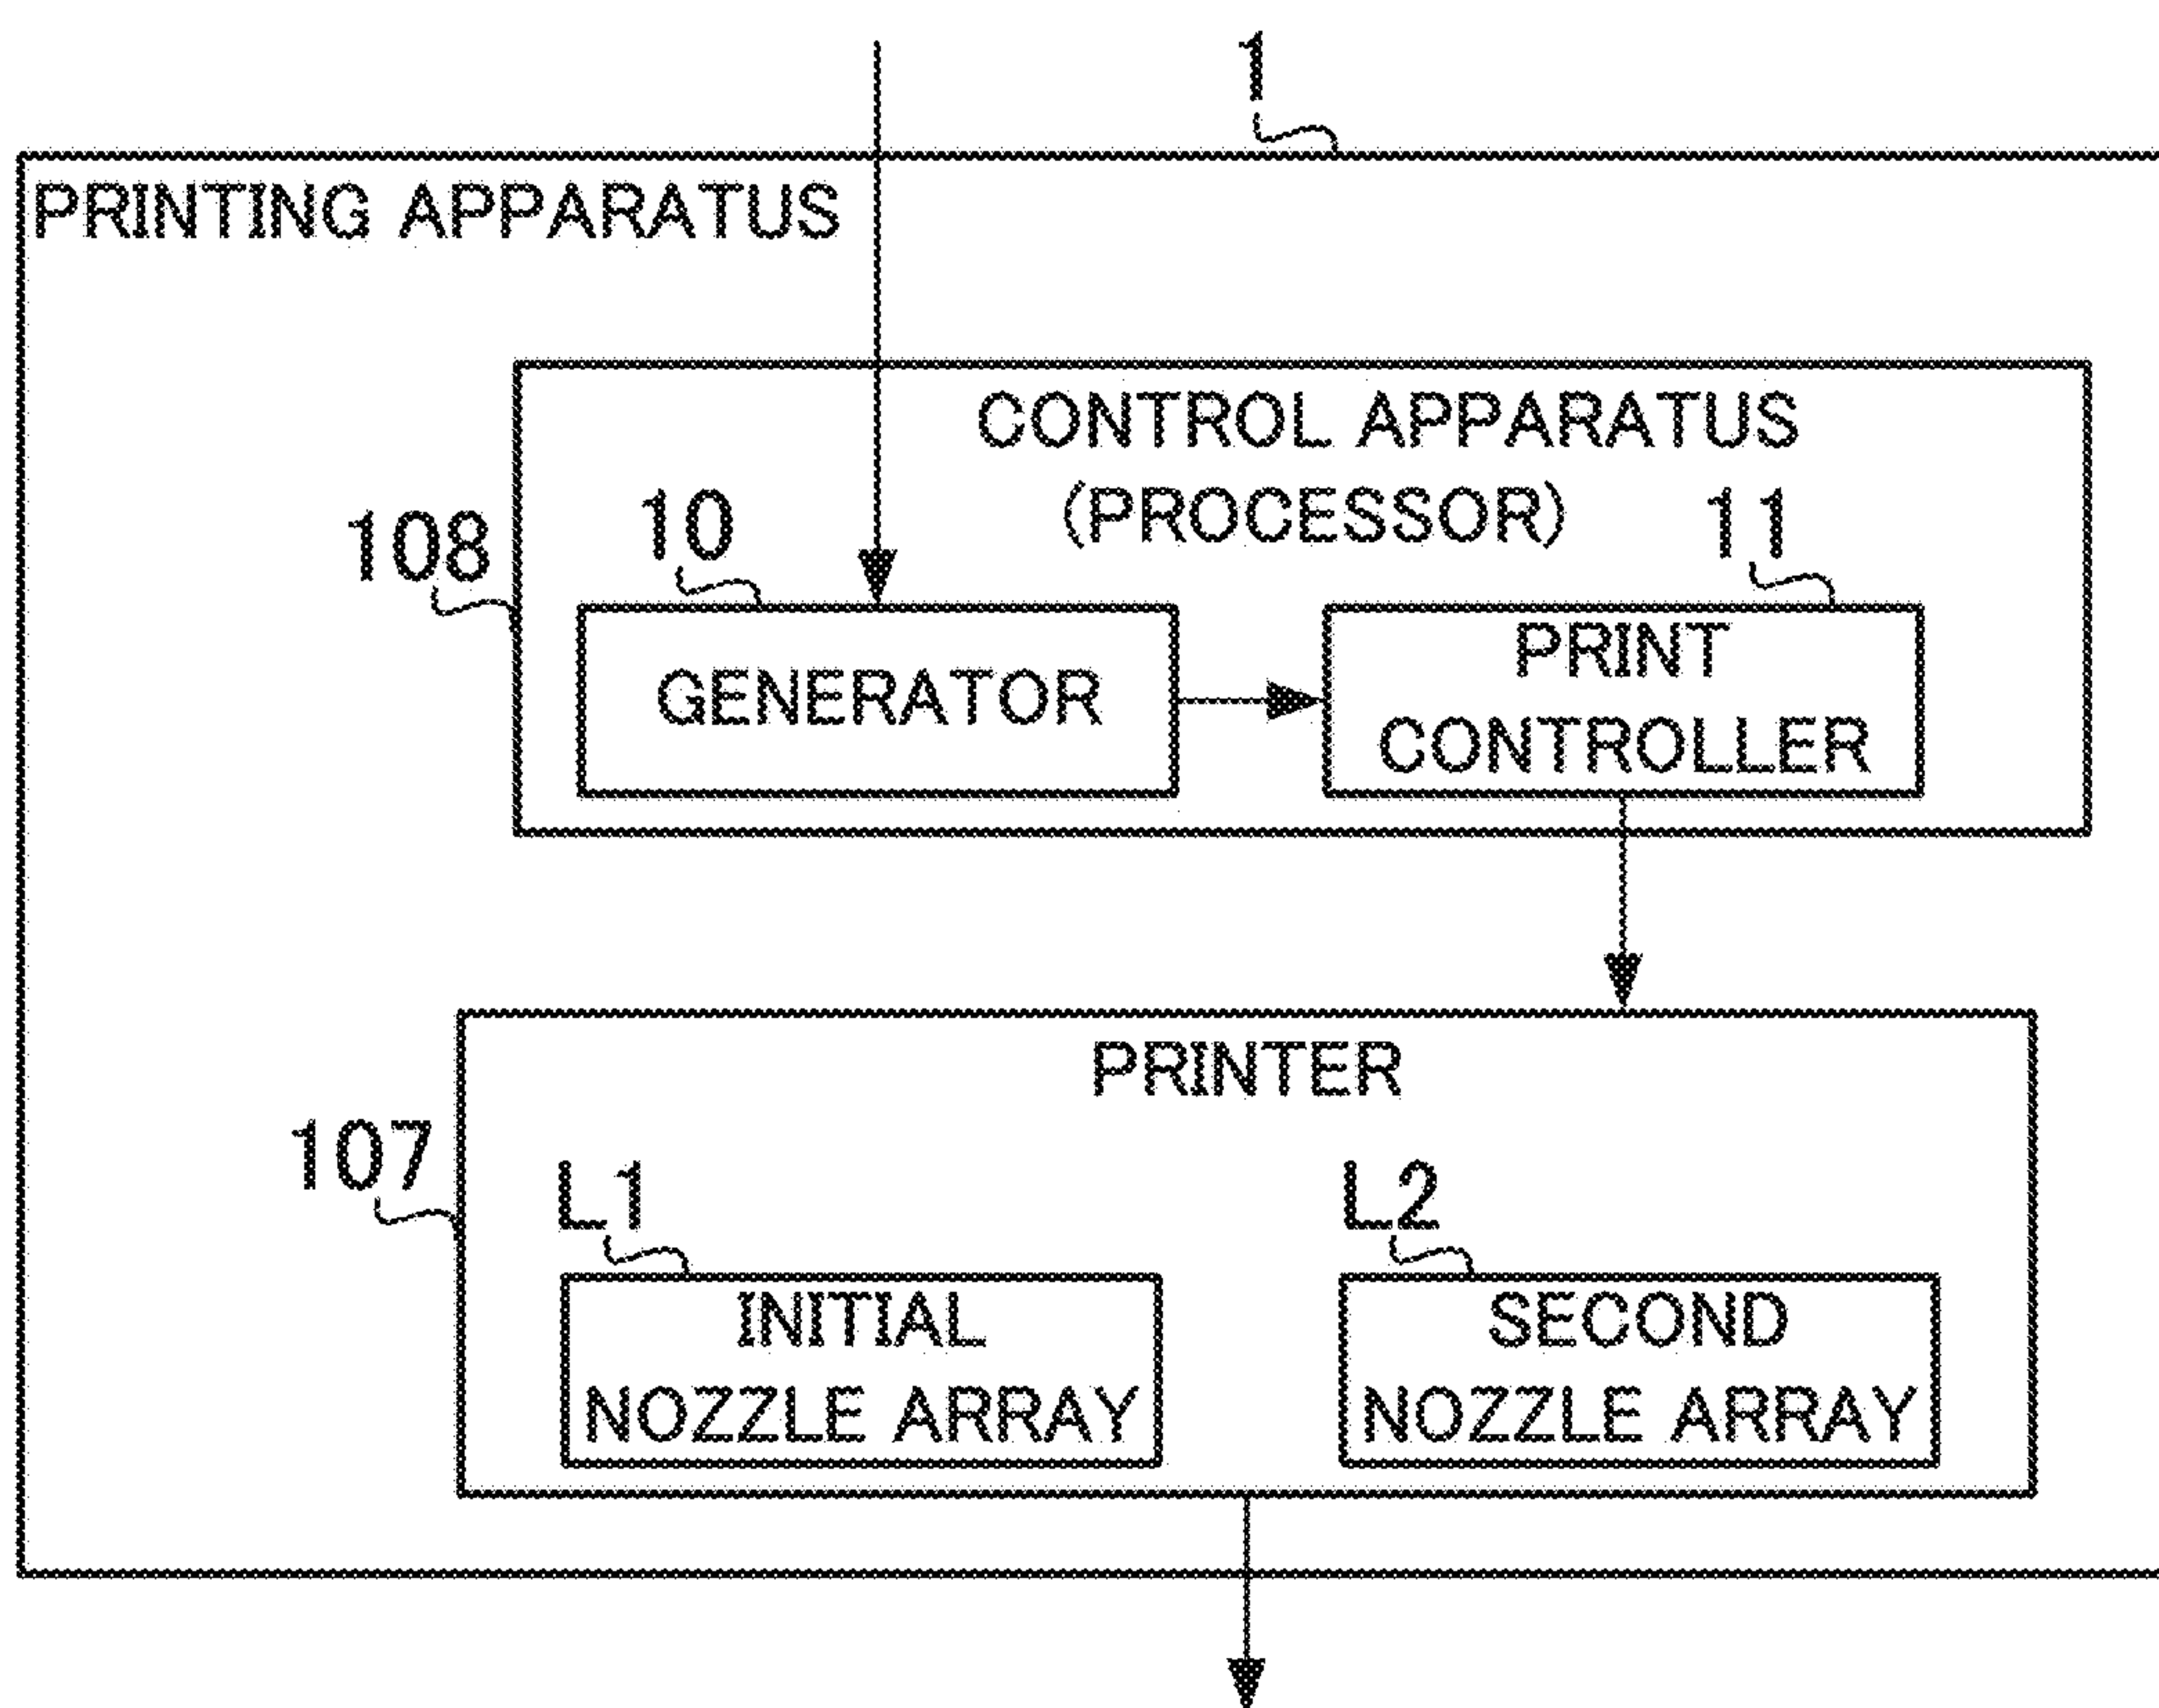 1
PRINTING APPARATUS
CONTROL APPARATUS
(PROCESSOR)
108
10
11
GENERATOR
PRINT
CONTROLLER
PRINTER
107
L1
L2
INITIAL
NOZZLE ARRAY
SECOND
NOZZLE ARRAY